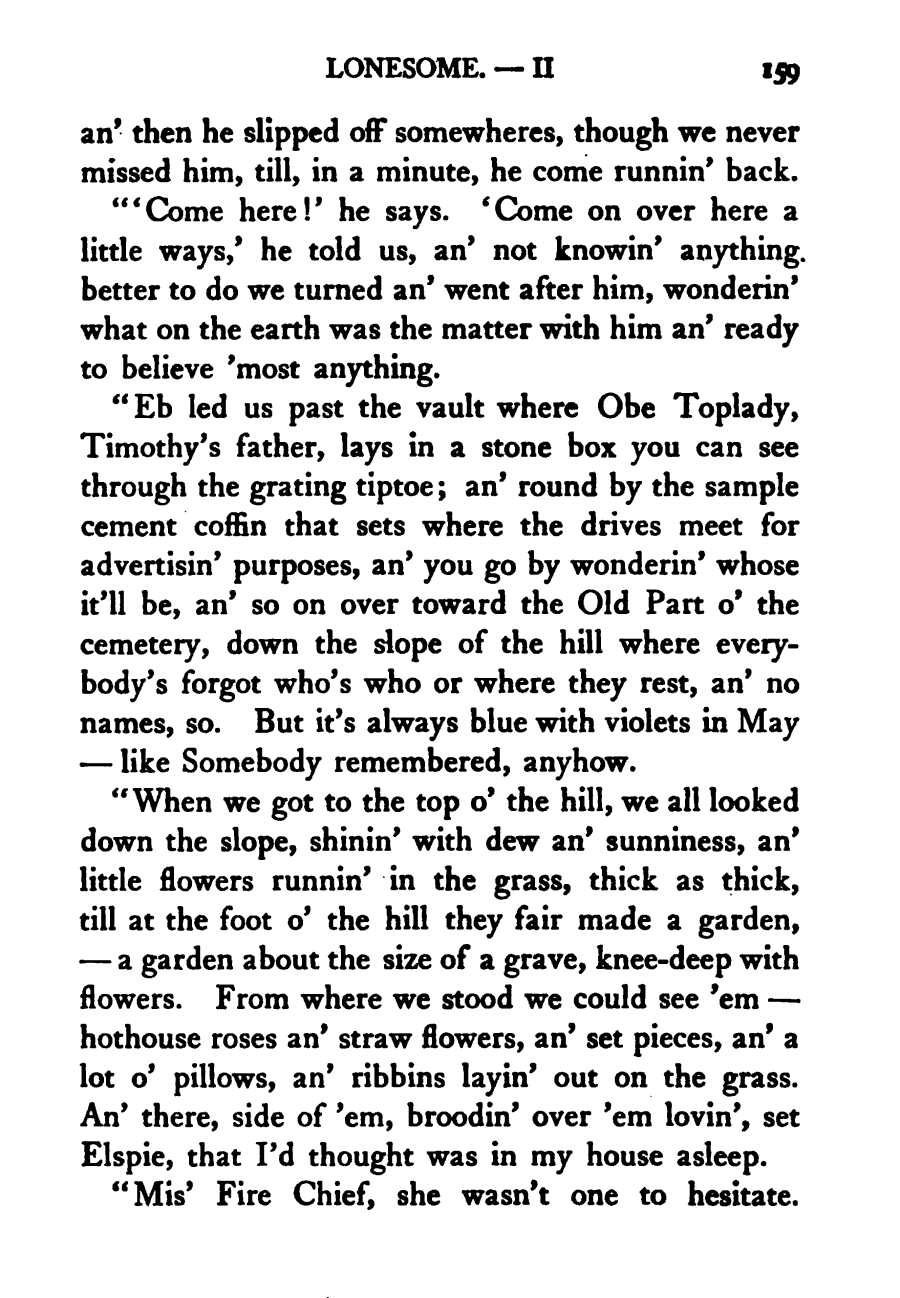 LONESOME. — II 159
an' then he slipped off somewheres, though we never
missed him, till, in a minute, he come runnin' back.
"'Come here!' he says. 'Come on over here a
little ways,' he told us, an' not knowin' anything.
better to do we turned an' went after him, wonderin'
what on the earth was the matter with him an' ready
to believe 'most anything.
"Eb led us past the vault where Obe Toplady,
Timothy's father, lays in a stone box you can see
through the grating tiptoe; an' round by the sample
cement coffin that sets where the drives meet for
advertisin' purposes, an' you go by wonderin' whose
it'll be, an' so on over toward the Old Part o' the
cemetery, down the slope of the hill where every-
body's forgot who's who or where they rest, an' no
names, so. But it's always blue with violets in May
— like Somebody remembered, anyhow.
"When we got to the top o' the hill, we all looked
down the slope, shinin' with dew an' sunniness, an'
little flowers runnin' in the grass, thick as thick,
till at the foot o' the hill they fair made a garden,
— a garden about the size of a grave, knee-deep with
flowers. From where we stood we could see 'em —
hothouse roses an' straw flowers, an' set pieces, an' a
lot o' pillows, an' ribbins layin' out on the grass.
An' there, side of 'em, broodin' over 'em lovin', set
Elspie, that I'd thought was in my house asleep.
"Mis' Fire Chief, she wasn't one to hesitate.